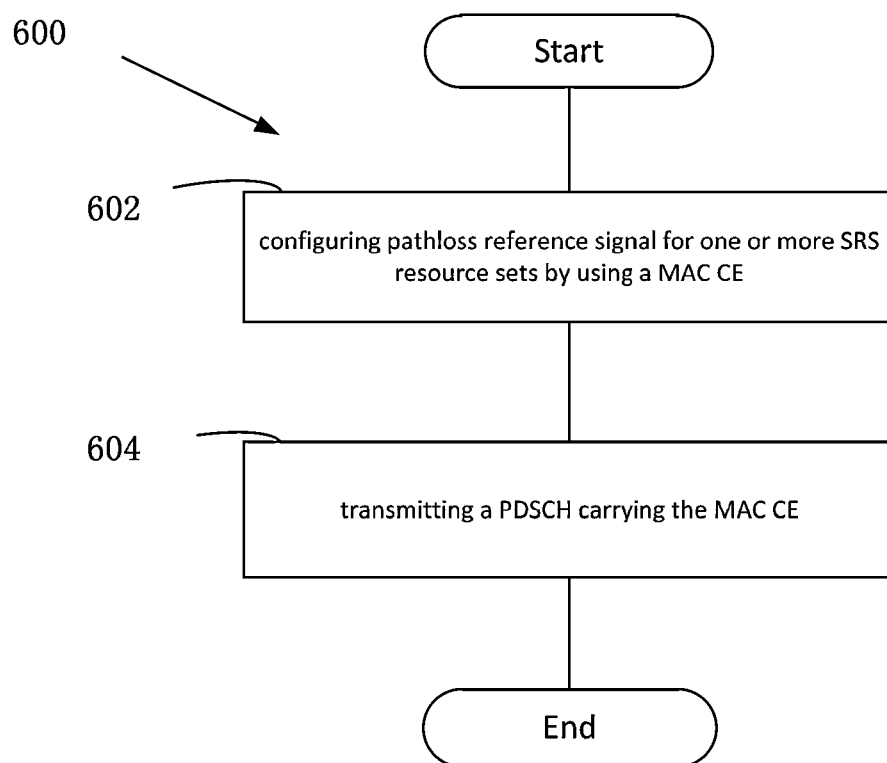 600
Start
602
configuring pathloss reference signal for one or more SRS
resource sets by using a MAC CE
604
transmitting a PDSCH carrying the MAC CE
End